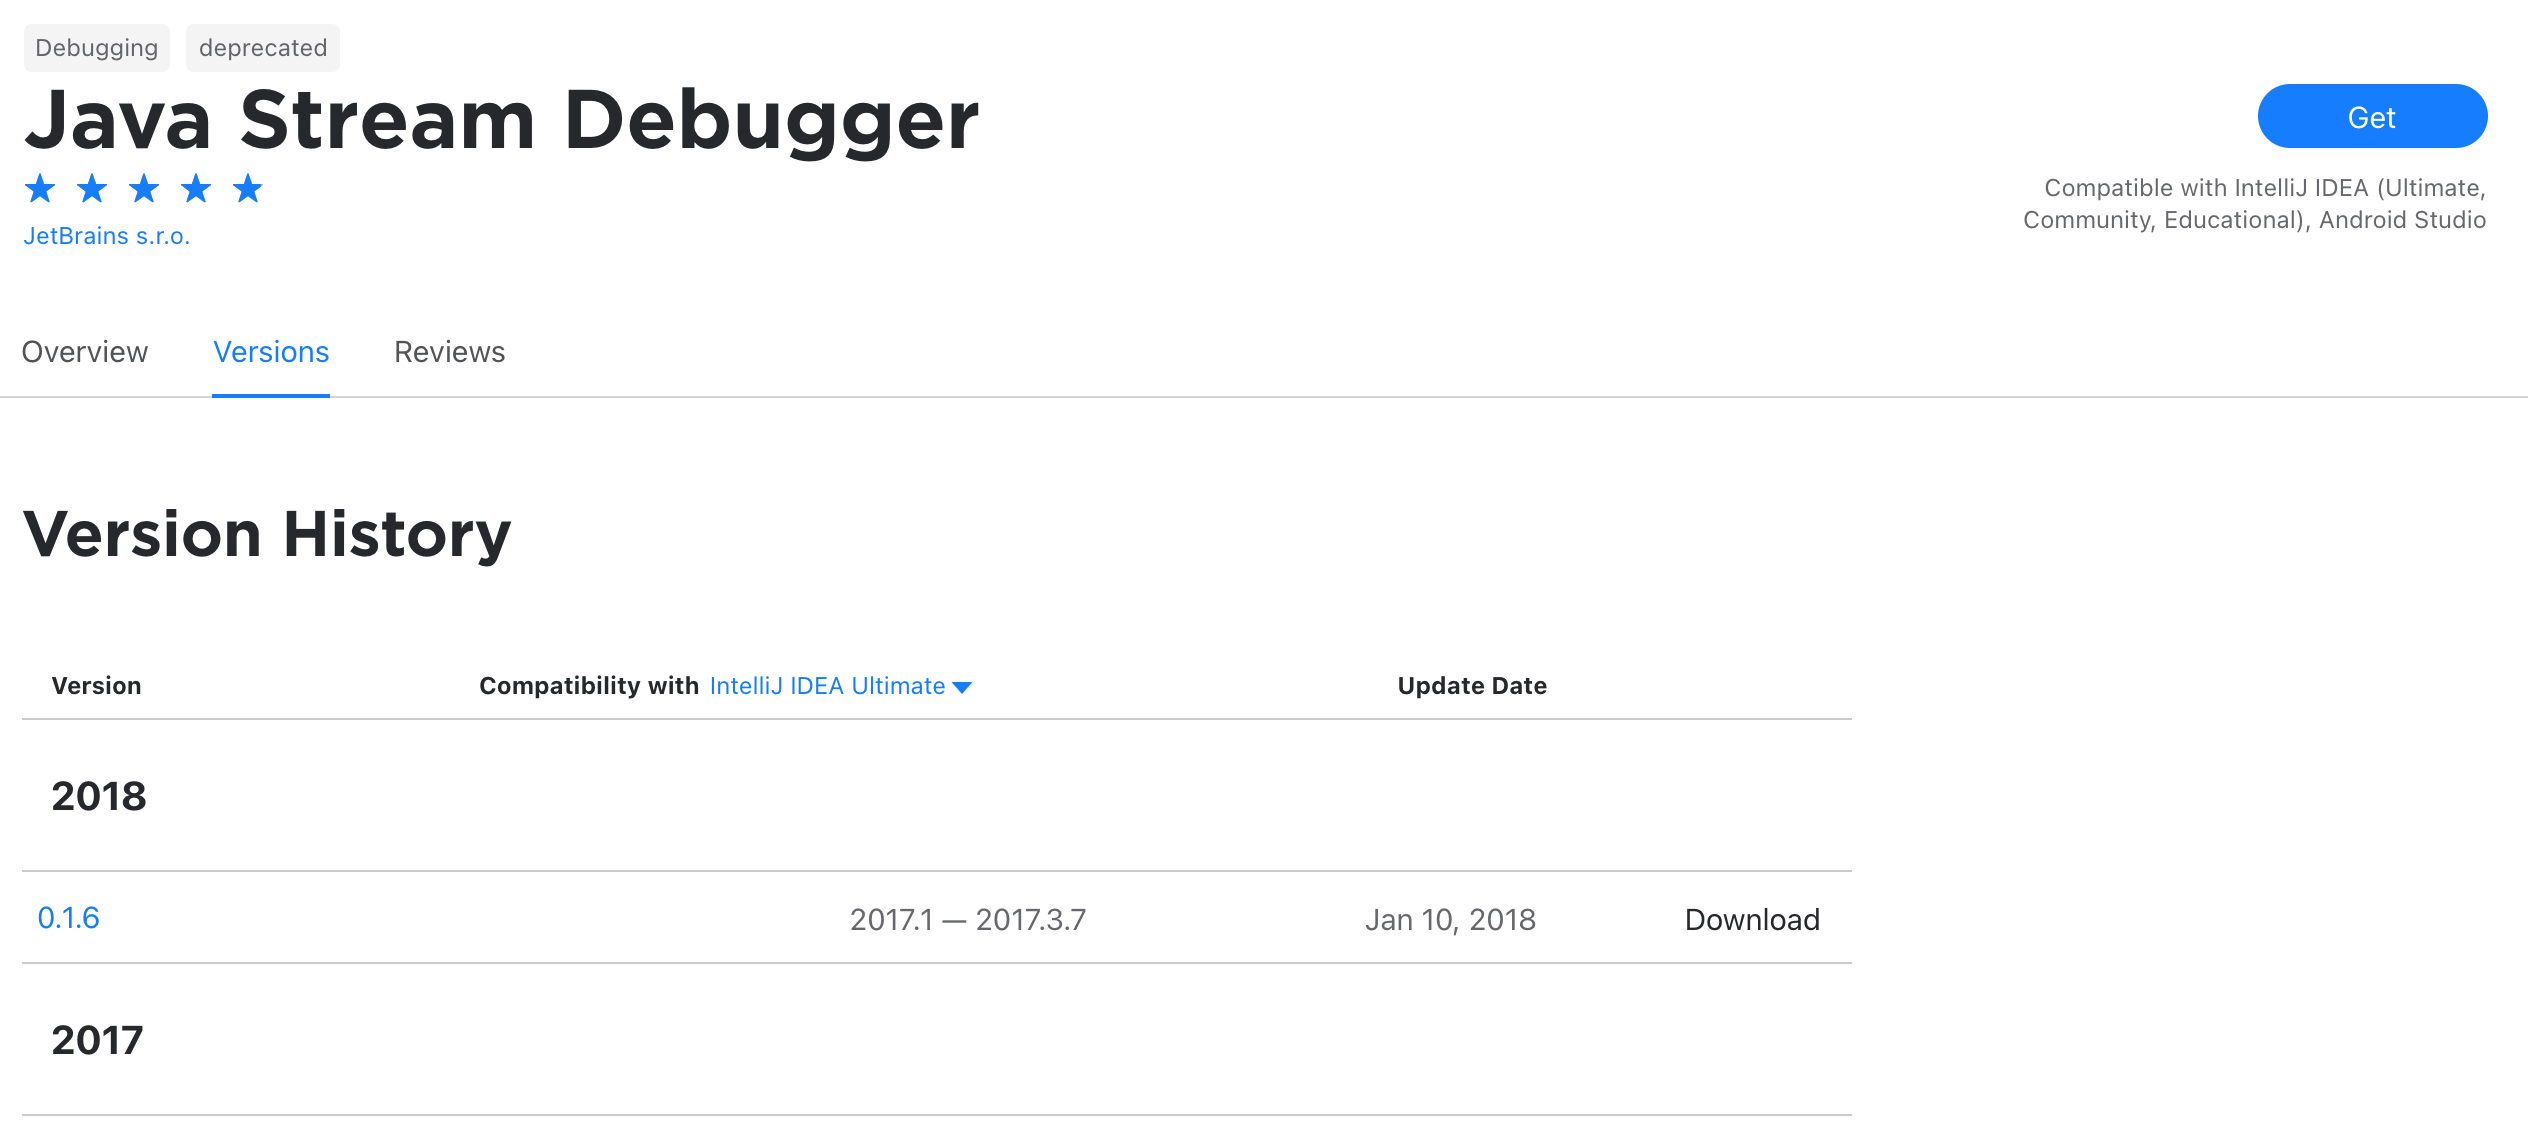 Debugging deprecated
Java Stream Debugger
Get
JetBrains s.r.o.
Compatible with IntelliJ IDEA (Ultimate,
Community, Educational), Android Studio
Overview Versions Reviews
Version History
Version Compatibility with IntelliJ IDEA Ultimate Update Date
2018
0.1.6 2017.1 — 2017.3.7 Jan 10, 2018 Download
2017